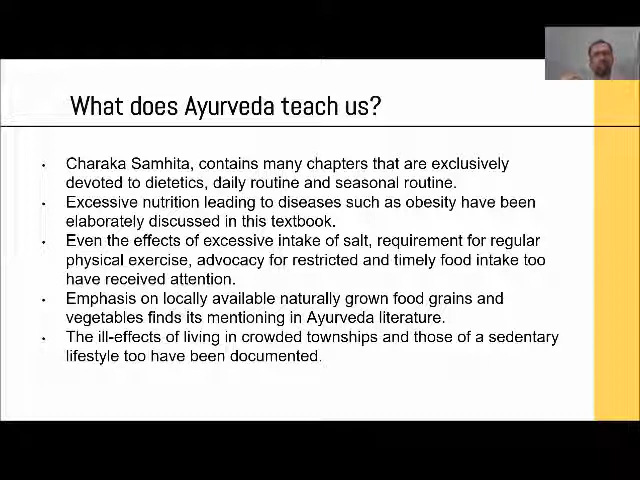 What does Ayurveda teach us?
• Charaka Samhita, contains many chapters that are exclusively
devoted to dietetics, daily routine and seasonal routine.
• Excessive nutrition leading to diseases such as obesity have been
elaborately discussed in this textbook.
• Even the effects of excessive intake of salt, requirement for regular
physical exercise, advocacy for restricted and timely food intake too
have received attention.
• Emphasis on locally available naturally grown food grains and
vegetables finds its mentioning in Ayurveda literature.
• The ill-effects of living in crowded townships and those of a sedentary
lifestyle too have been documented.